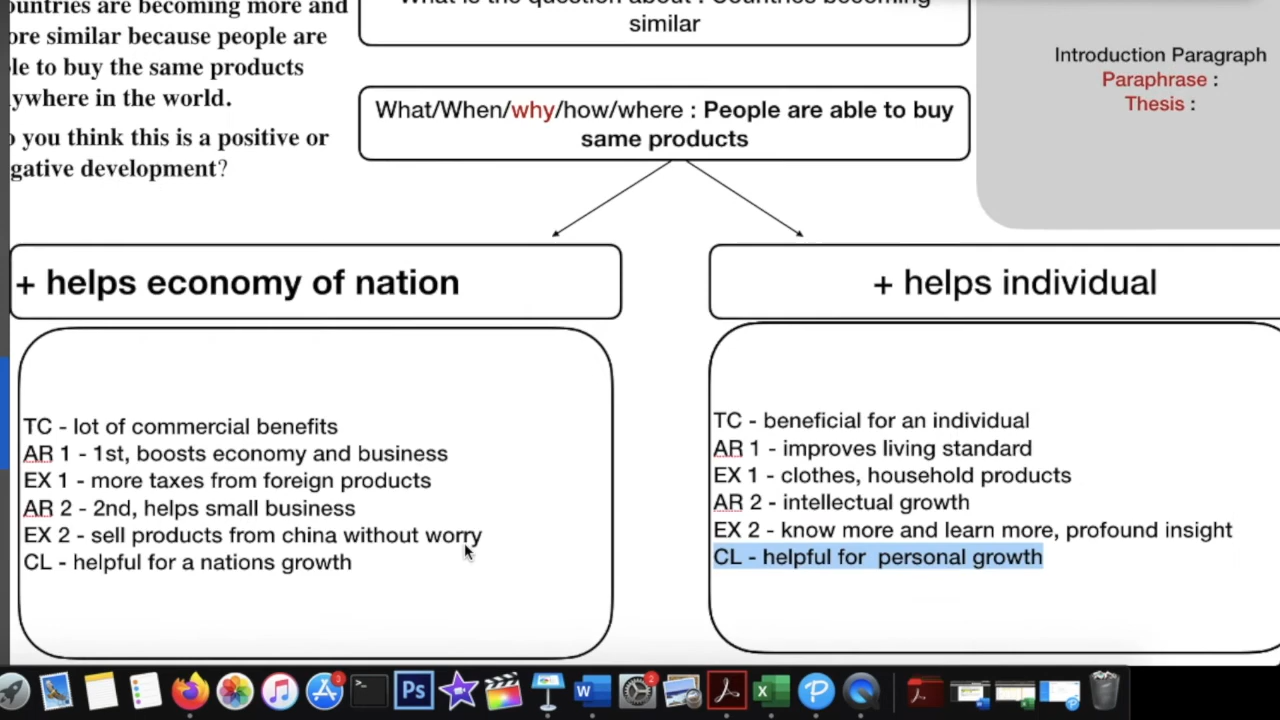 ountries are becoming more and
ore similar because people are
le to buy the same products
ywhere in the world.
o you think this is a positive or
gative development?
What is the question about : Countries becoming
similar
What/When/why/how/where : People are able to buy
same products
Introduction Paragraph
Paraphrase :
Thesis :
+ helps economy of nation
TC - lot of commercial benefits
AR 1 - 1st, boosts economy and business
EX 1 - more taxes from foreign products
AR 2 - 2nd, helps small business
EX 2 - sell products from china without worry
CL - helpful for a nations growth
+ helps individual
TC - beneficial for an individual
AR 1 - improves living standard
EX 1 - clothes, household products
AR 2 - intellectual growth
EX 2 - know more and learn more, profound insight
CL - helpful for  personal growth
3
Ps
W
2
X
P